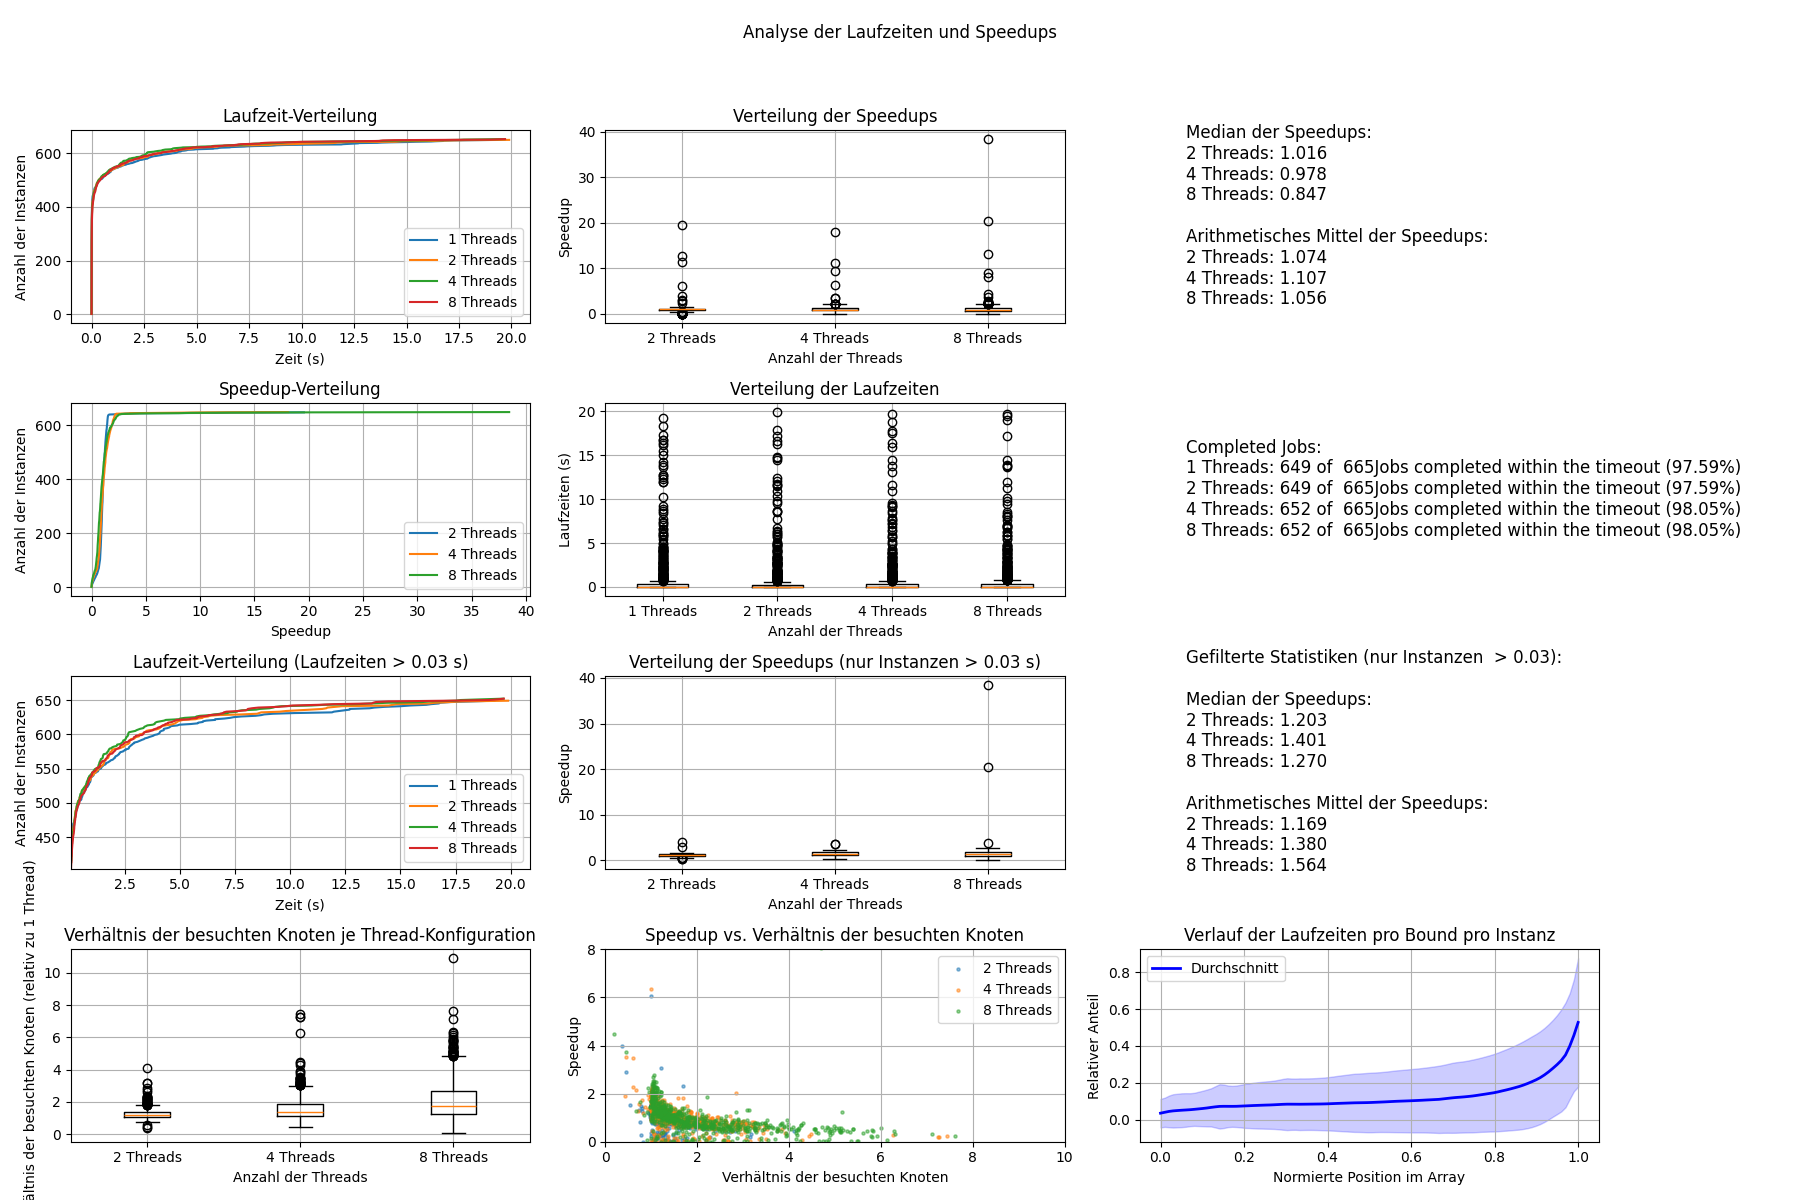 Analyse der Laufzeiten und Speedups
Laufzeit-Verteilung
Anzahl der Instanzen
600
400
200
0
1 Threads
2 Threads
4 Threads
8 Threads
0.0 2.5 5.0 7.5 10.0 12.5 15.0 17.5 20.0
Zeit (s)
Verteilung der Speedups
Speedup
40
30
20
10
0
2 Threads 4 Threads 8 Threads
Anzahl der Threads
Median der Speedups:
2 Threads: 1.016
4 Threads: 0.978
8 Threads: 0.847
Arithmetisches Mittel der Speedups:
2 Threads: 1.074
4 Threads: 1.107
8 Threads: 1.056
Speedup-Verteilung
Anzahl der Instanzen
600
400
200
0
2 Threads
4 Threads
8 Threads
0 5 10 15 20 25 30 35 40
Speedup
Verteilung der Laufzeiten
Laufzeiten (s)
20
15
10
5
0
1 Threads 2 Threads 4 Threads 8 Threads
Anzahl der Threads
Completed Jobs:
1 Threads: 649 of  665Jobs completed within the timeout (97.59%)
2 Threads: 649 of  665Jobs completed within the timeout (97.59%)
4 Threads: 652 of  665Jobs completed within the timeout (98.05%)
8 Threads: 652 of  665Jobs completed within the timeout (98.05%)
Laufzeit-Verteilung (Laufzeiten > 0.03 s)
Anzahl der Instanzen
650
600
550
500
450
1 Threads
2 Threads
4 Threads
8 Threads
2.5 5.0 7.5 10.0 12.5 15.0 17.5 20.0
Zeit (s)
Verteilung der Speedups (nur Instanzen > 0.03 s)
Speedup
40
30
20
10
0
2 Threads 4 Threads 8 Threads
Anzahl der Threads
Gefilterte Statistiken (nur Instanzen  > 0.03):
Median der Speedups:
2 Threads: 1.203
4 Threads: 1.401
8 Threads: 1.270
Arithmetisches Mittel der Speedups:
2 Threads: 1.169
4 Threads: 1.380
8 Threads: 1.564
Verhältnis der besuchten Knoten je Thread-Konfiguration
der besuchten Knoten (relativ zu 1 Thread)
10
8
6
4
2
0
2 Threads 4 Threads 8 Threads
Anzahl der Threads
Speedup vs. Verhältnis der besuchten Knoten
Speedup
8
6
4
2
0
2 Threads
4 Threads
8 Threads
0 2 4 6 8 10
Verhältnis der besuchten Knoten
Verlauf der Laufzeiten pro Bound pro Instanz
Relativer Anteil
0.8
0.6
0.4
0.2
0.0
Durchschnitt
0.0 0.2 0.4 0.6 0.8 1.0
Normierte Position im Array